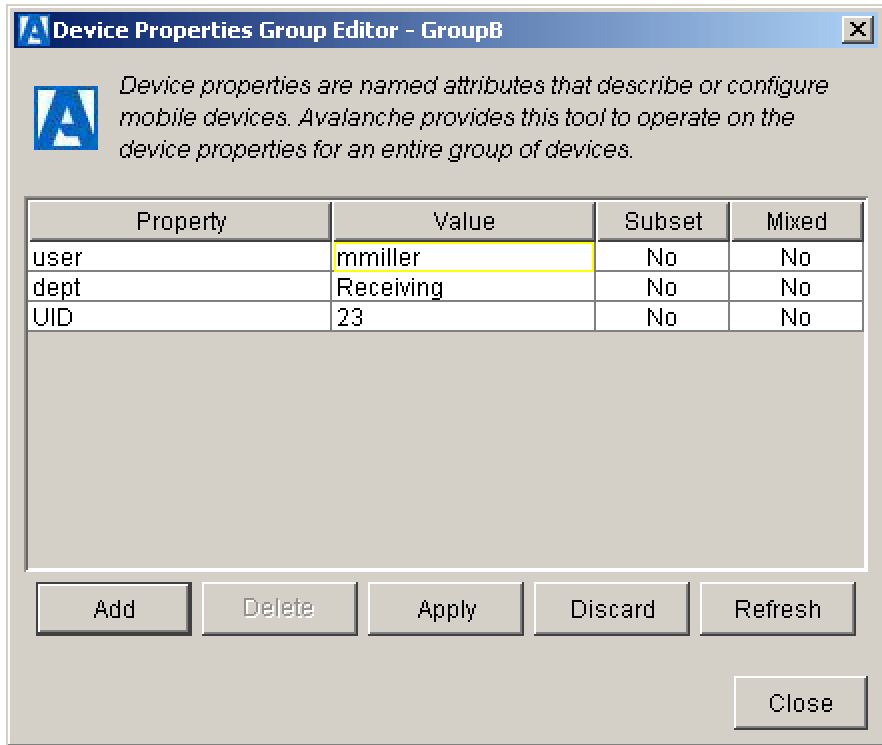 Device Properties Group Editor - GroupB
Device properties are named attributes that describe or configure
mobile devices. Avalanche provides this tool to operate on the
device properties for an entire group of devices.
Property Value Subset Mixed
user mmiller No No
dept Receiving No No
UID 23 No No
Add Delete Apply Discard Refresh
Close